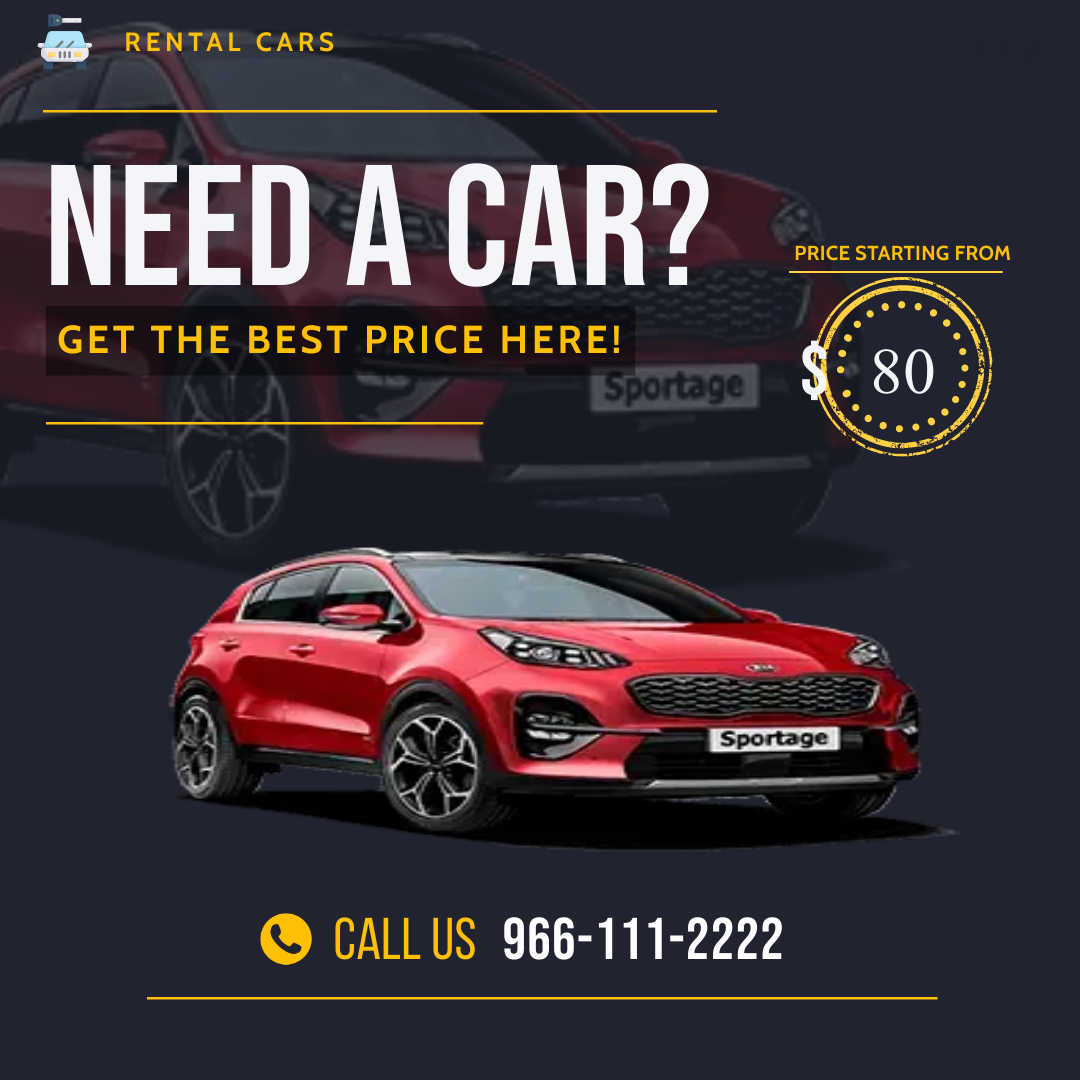 RENTAL CARS
NEED A CAR?
GET THE BEST PRICE HERE!
PRICE STARTING FROM
$ 80
Sportage
KIA
Sportage
CALL US 966-111-2222